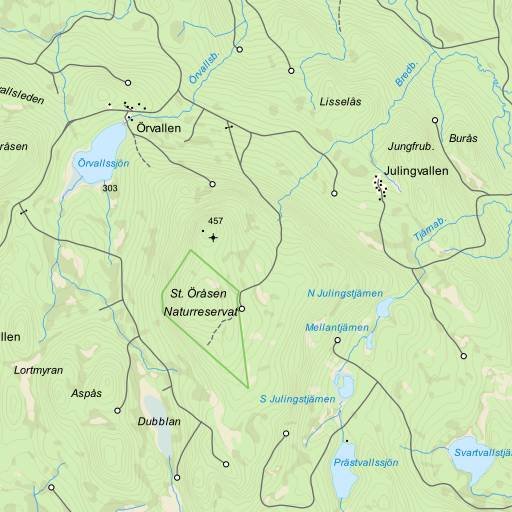 Örvallsb.
Bredb.
allsleden
Lisselås
Örvallen
Burås
Jungfrub.
råsen
Örvallssjön
Julingvallen
303
457
Tjärnab.
St. Öråsen
Naturreservat
N Julingstjärnen
Mellantjärnen
llen
Lortmyran
Aspås
S Julingstjärnen
Dubblan
Svartvallstjä
Prästvallssjön